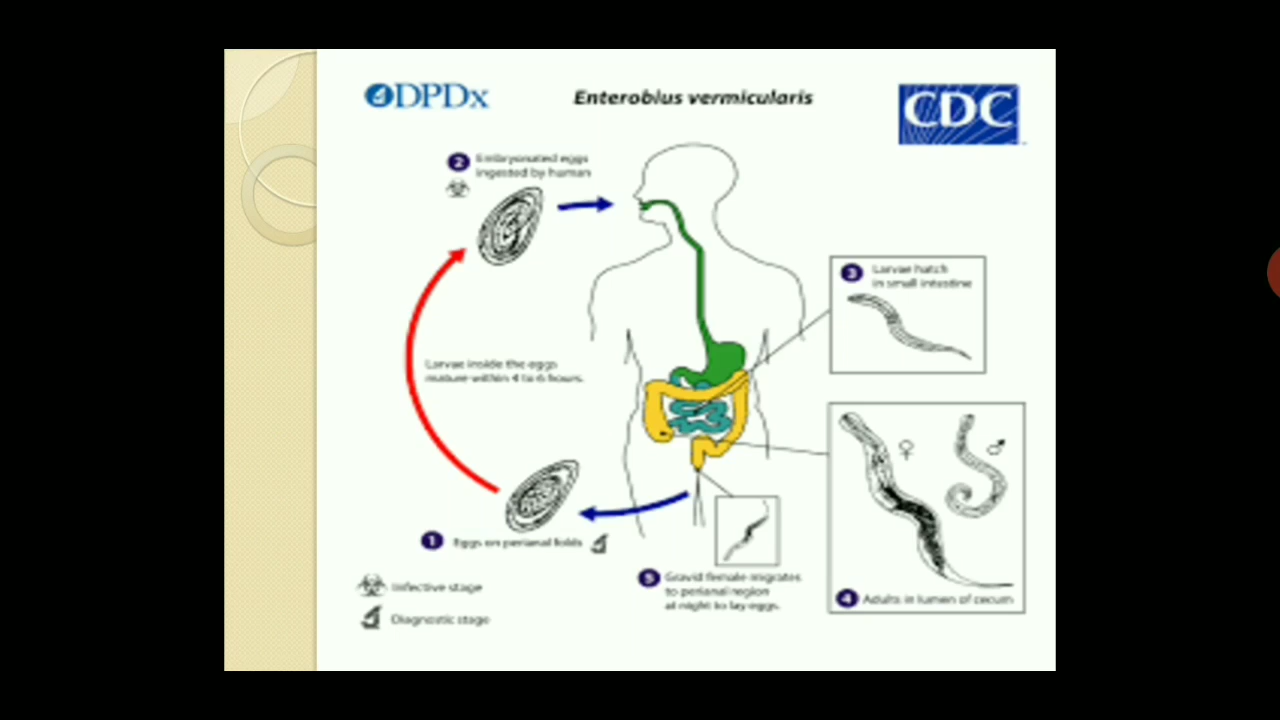 DPDx
Enterobius vermicularis
CDC
2 Embryonated eggs
ingested by human
3 Larvae hatch
in small intestine
Larvae inside the eggs
mature within 4 to 6 hours.
♀ ♂
1 Eggs on perianal folds
5 Gravid female migrates
to perianal region
at night to lay eggs.
4 Adults in lumen of cecum
Infective stage
Diagnostic stage